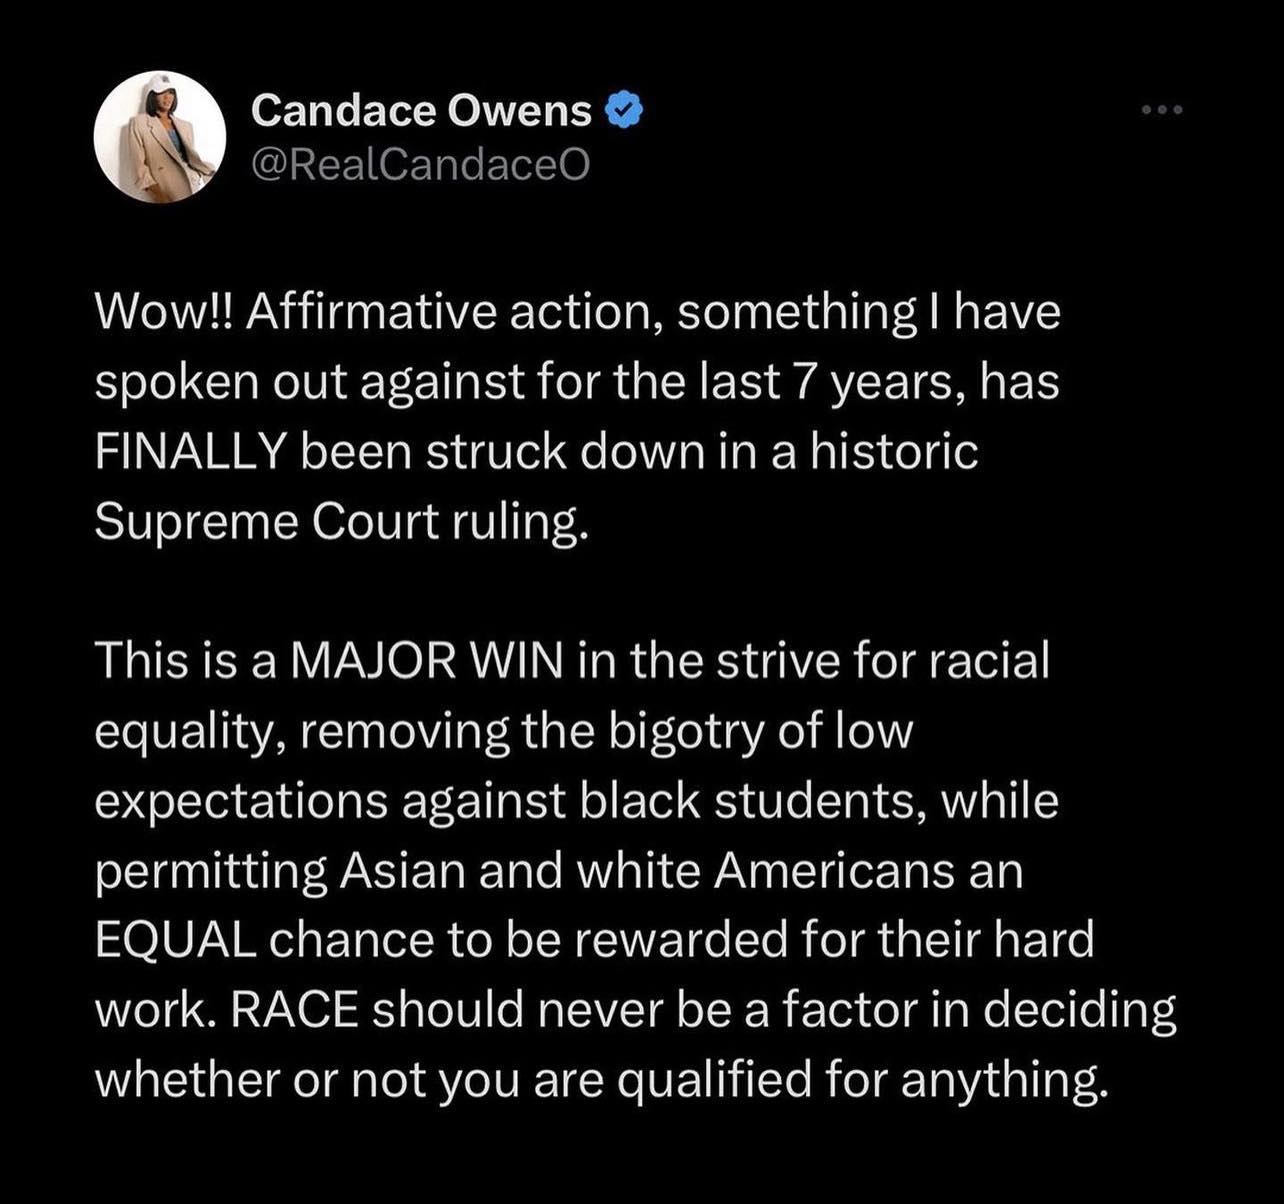 Candace Owens
@RealCandaceO
Wow!! Affirmative action, something I have
spoken out against for the last 7 years, has
FINALLY been struck down in a historic
Supreme Court ruling.
This is a MAJOR WIN in the strive for racial
equality, removing the bigotry of low
expectations against black students, while
permitting Asian and white Americans an
EQUAL chance to be rewarded for their hard
work. RACE should never be a factor in deciding
whether or not you are qualified for anything.